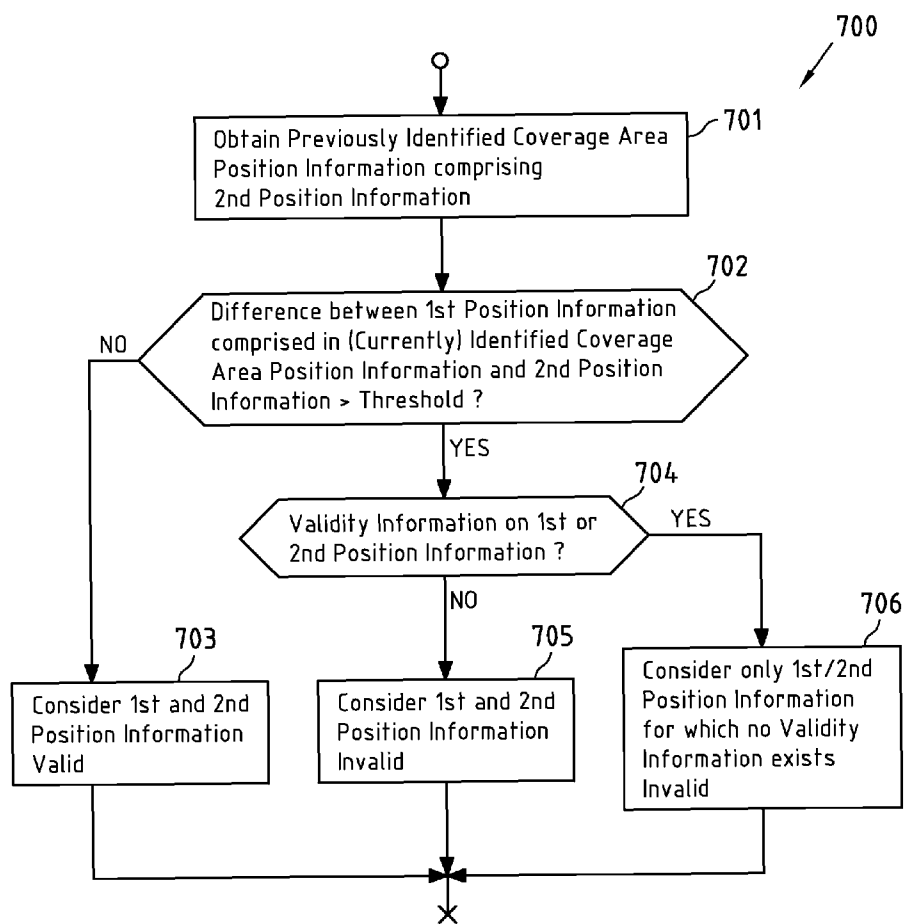 700
701
Obtain Previously Identified Coverage Area
Position Information comprising
2nd Position Information
702
Difference between 1st Position Information
comprised in (Currently) Identified Coverage
Area Position Information and 2nd Position
Information > Threshold ?
NO
YES
704
Validity Information on 1st or
2nd Position Information ?
YES
NO
703
Consider 1st and 2nd
Position Information
Valid
705
Consider 1st and 2nd
Position Information
Invalid
706
Consider only 1st/2nd
Position Information
for which no Validity
Information exists
Invalid